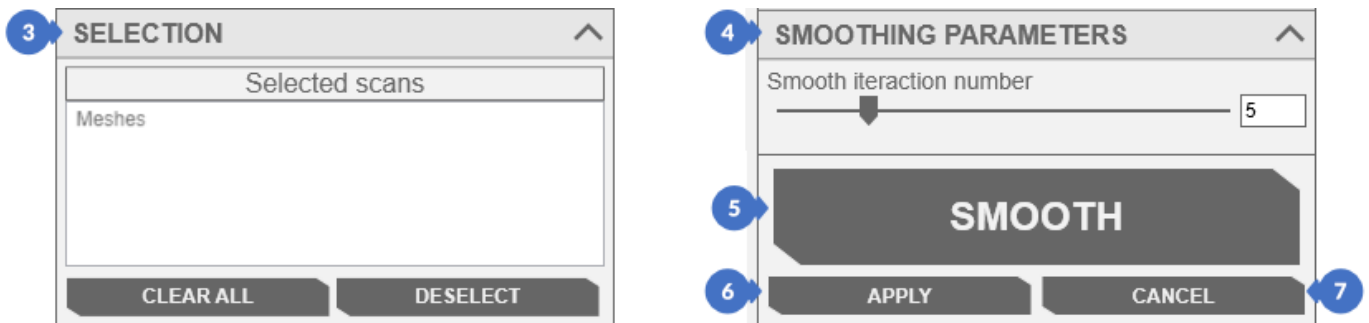 3 SELECTION
Selected scans
Meshes
CLEAR ALL DESELECT
4 SMOOTHING PARAMETERS
Smooth iteraction number
5
5 SMOOTH
6 APPLY CANCEL 7